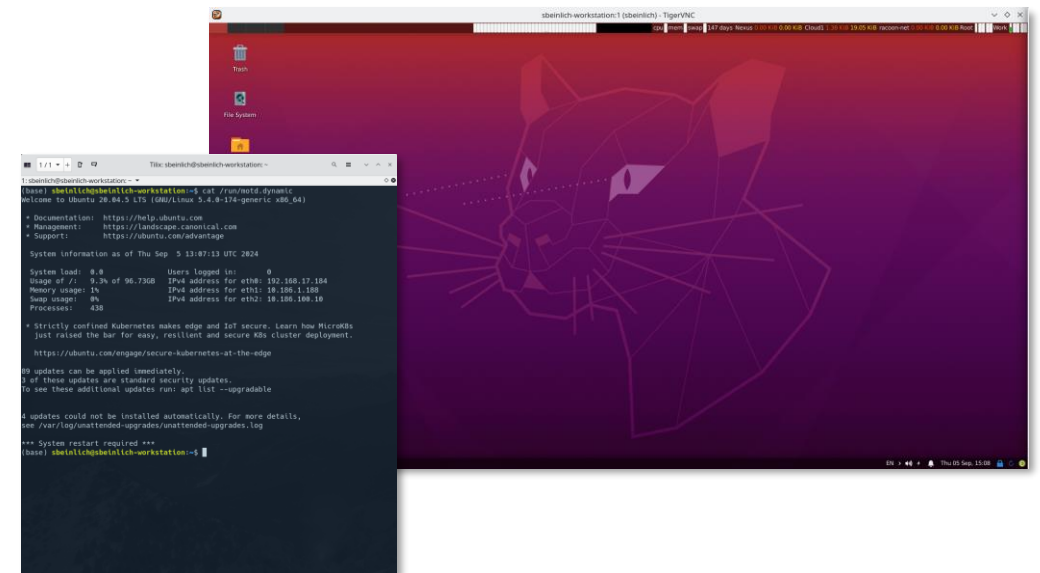 sbeinlich-workstation:1 (sbeinlich) - TigerVNC
cpu mem swap 147 days Nexus 0.00 KiB 0.00 KiB Cloud1 1.38 KiB 19.05 KiB racoon-net 0.00 KiB 0.00 KiB Root Work
Trash
File System
1 / 1
Tilix: sbeinlich@sbeinlich-workstation: ~
1: sbeinlich@sbeinlich-workstation: ~
(base) sbeinlich@sbeinlich-workstation:~$ cat /run/motd.dynamic
Welcome to Ubuntu 20.04.5 LTS (GNU/Linux 5.4.0-174-generic x86_64)
* Documentation: https://help.ubuntu.com
* Management: https://landscape.canonical.com
* Support: https://ubuntu.com/advantage
System information as of Thu Sep 5 13:07:13 UTC 2024
System load: 0.0 Users logged in: 0
Usage of /: 9.3% of 96.73GB IPv4 address for eth0: 192.168.17.184
Memory usage: 1% IPv4 address for eth1: 10.186.1.188
Swap usage: 0% IPv4 address for eth2: 10.186.100.10
Processes: 438
* Strictly confined Kubernetes makes edge and IoT secure. Learn how MicroK8s
just raised the bar for easy, resilient and secure K8s cluster deployment.
https://ubuntu.com/engage/secure-kubernetes-at-the-edge
89 updates can be applied immediately.
3 of these updates are standard security updates.
To see these additional updates run: apt list --upgradable
4 updates could not be installed automatically. For more details,
see /var/log/unattended-upgrades/unattended-upgrades.log
*** System restart required ***
(base) sbeinlich@sbeinlich-workstation:~$
EN Thu 05 Sep, 15:08